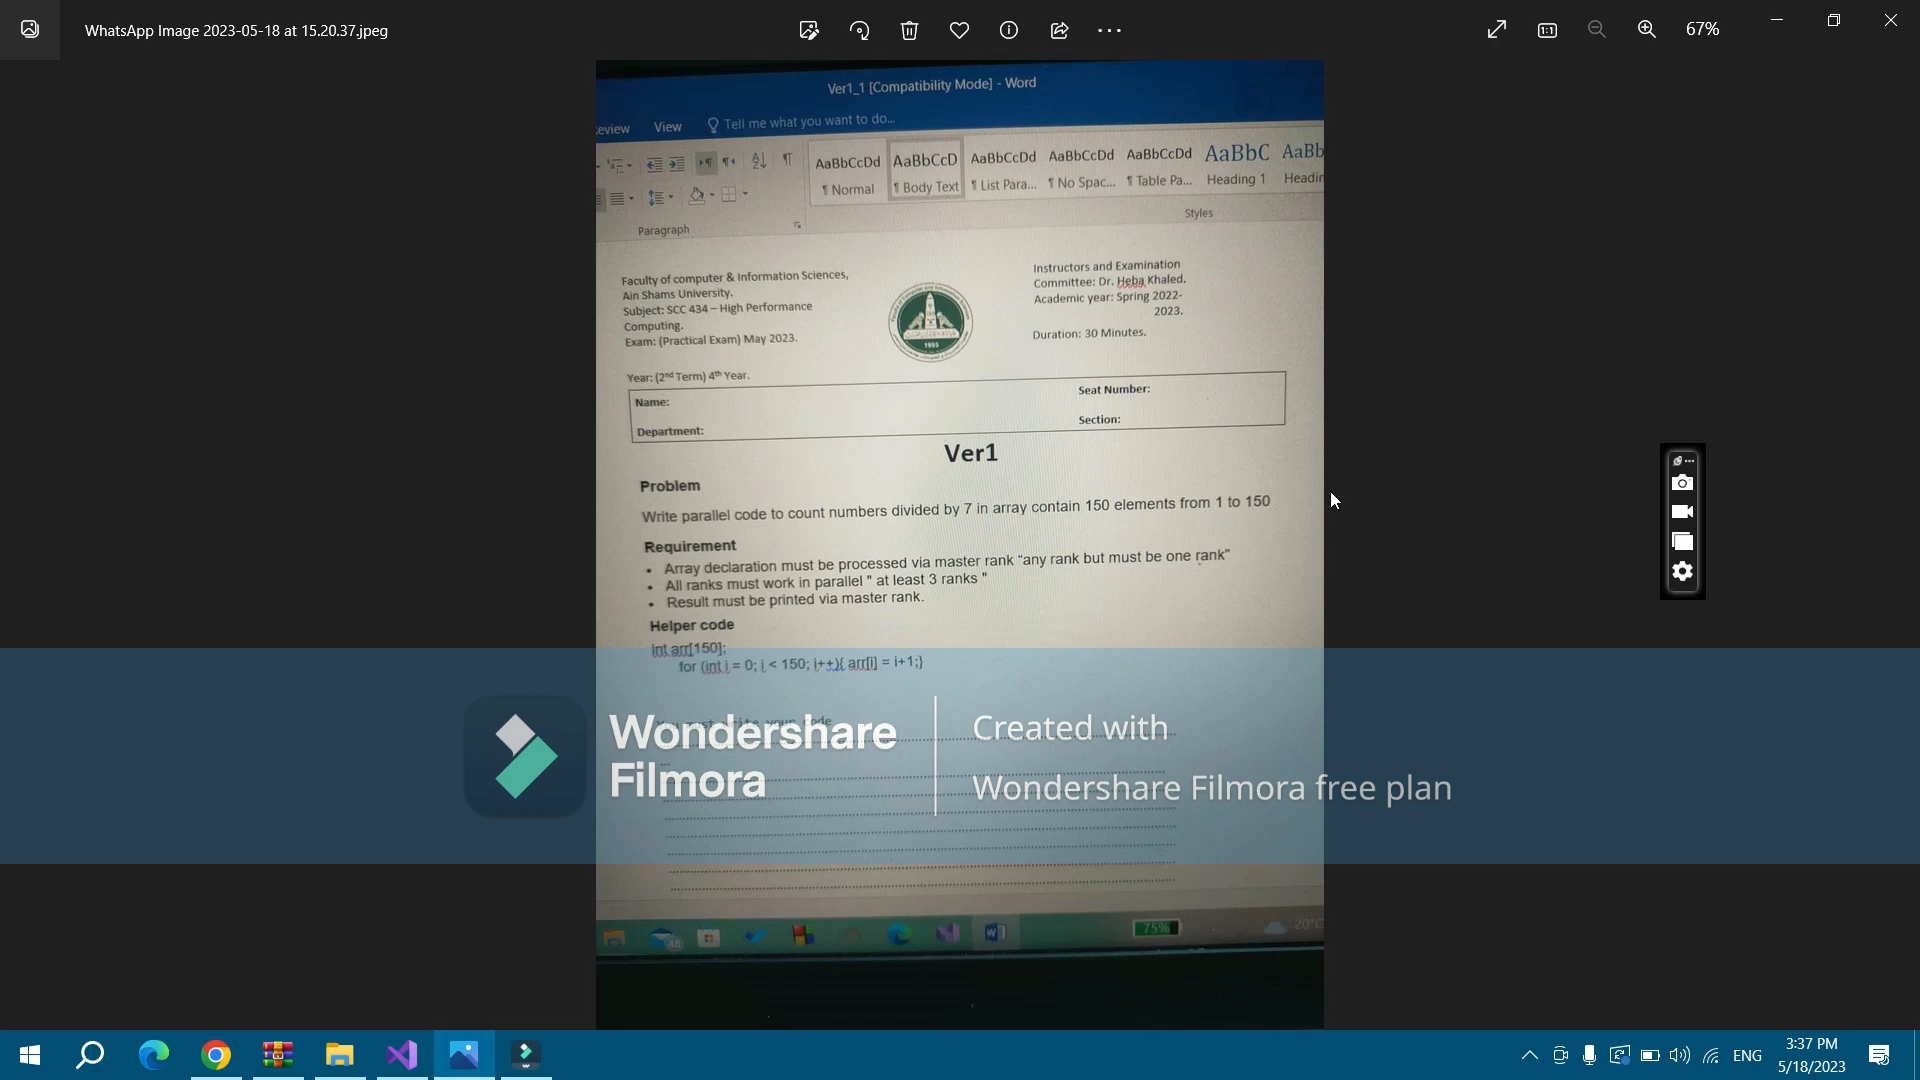 WhatsApp Image 2023-05-18 at 15.20.37.jpeg
67%
Ver1_1 [Compatibility Mode] - Word
View
Tell me what you want to do...
AaBbCcDd AaBbCcD AaBbCcDd AaBbCcDd AaBbCcDd AaBbC AaBb
¶ Normal ¶ Body Text ¶ List Para... ¶ No Spac... ¶ Table Pa... Heading 1 Headin
Paragraph
Styles
Faculty of computer & Information Sciences,
Ain Shams University.
Subject: SCC 434 – High Performance
Computing.
Exam: (Practical Exam) May 2023.
Year: (2nd Term) 4th Year.
Instructors and Examination
Committee: Dr. Heba Khaled.
Academic year: Spring 2022-
2023.
Duration: 30 Minutes.
1995
Name:
Seat Number:
Department:
Section:
Ver1
Problem
Write parallel code to count numbers divided by 7 in array contain 150 elements from 1 to 150
Requirement
• Array declaration must be processed via master rank “any rank but must be one rank”
• All ranks must work in parallel " at least 3 ranks "
• Result must be printed via master rank.
Helper code
int arr[150];
for (int i = 0; i < 150; i++){ arr[i] = i+1;}
Wondershare
Filmora
Created with
Wondershare Filmora free plan
48
75%
20°C
ENG
3:37 PM
5/18/2023